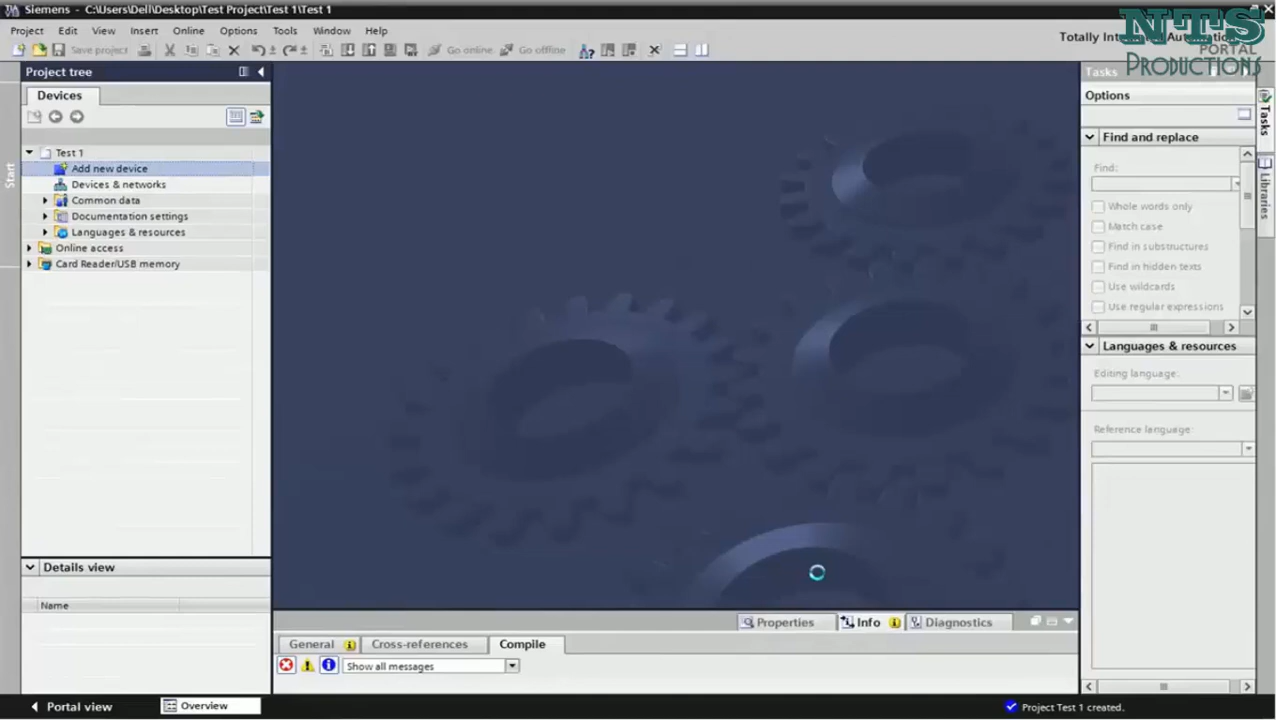 Siemens - C:\Users\Dell\Desktop\Test Project\Test 1\Test 1
NTS
PRODUCTIONS
Project Edit View Insert Online Options Tools Window Help
Totally Integrated Automation
PORTAL
Save project Go online Go offline
Project tree
Tasks
Devices
Options
Start
Tasks
Libraries
Test 1
Add new device
Devices & networks
Common data
Documentation settings
Languages & resources
Online access
Card Reader/USB memory
Find and replace
Find:
Whole words only
Match case
Find in substructures
Find in hidden texts
Use wildcards
Use regular expressions
Languages & resources
Editing language:
Reference language:
Details view
Name
Properties Info Diagnostics
General Cross-references Compile
Show all messages
Portal view Overview
Project Test 1 created.